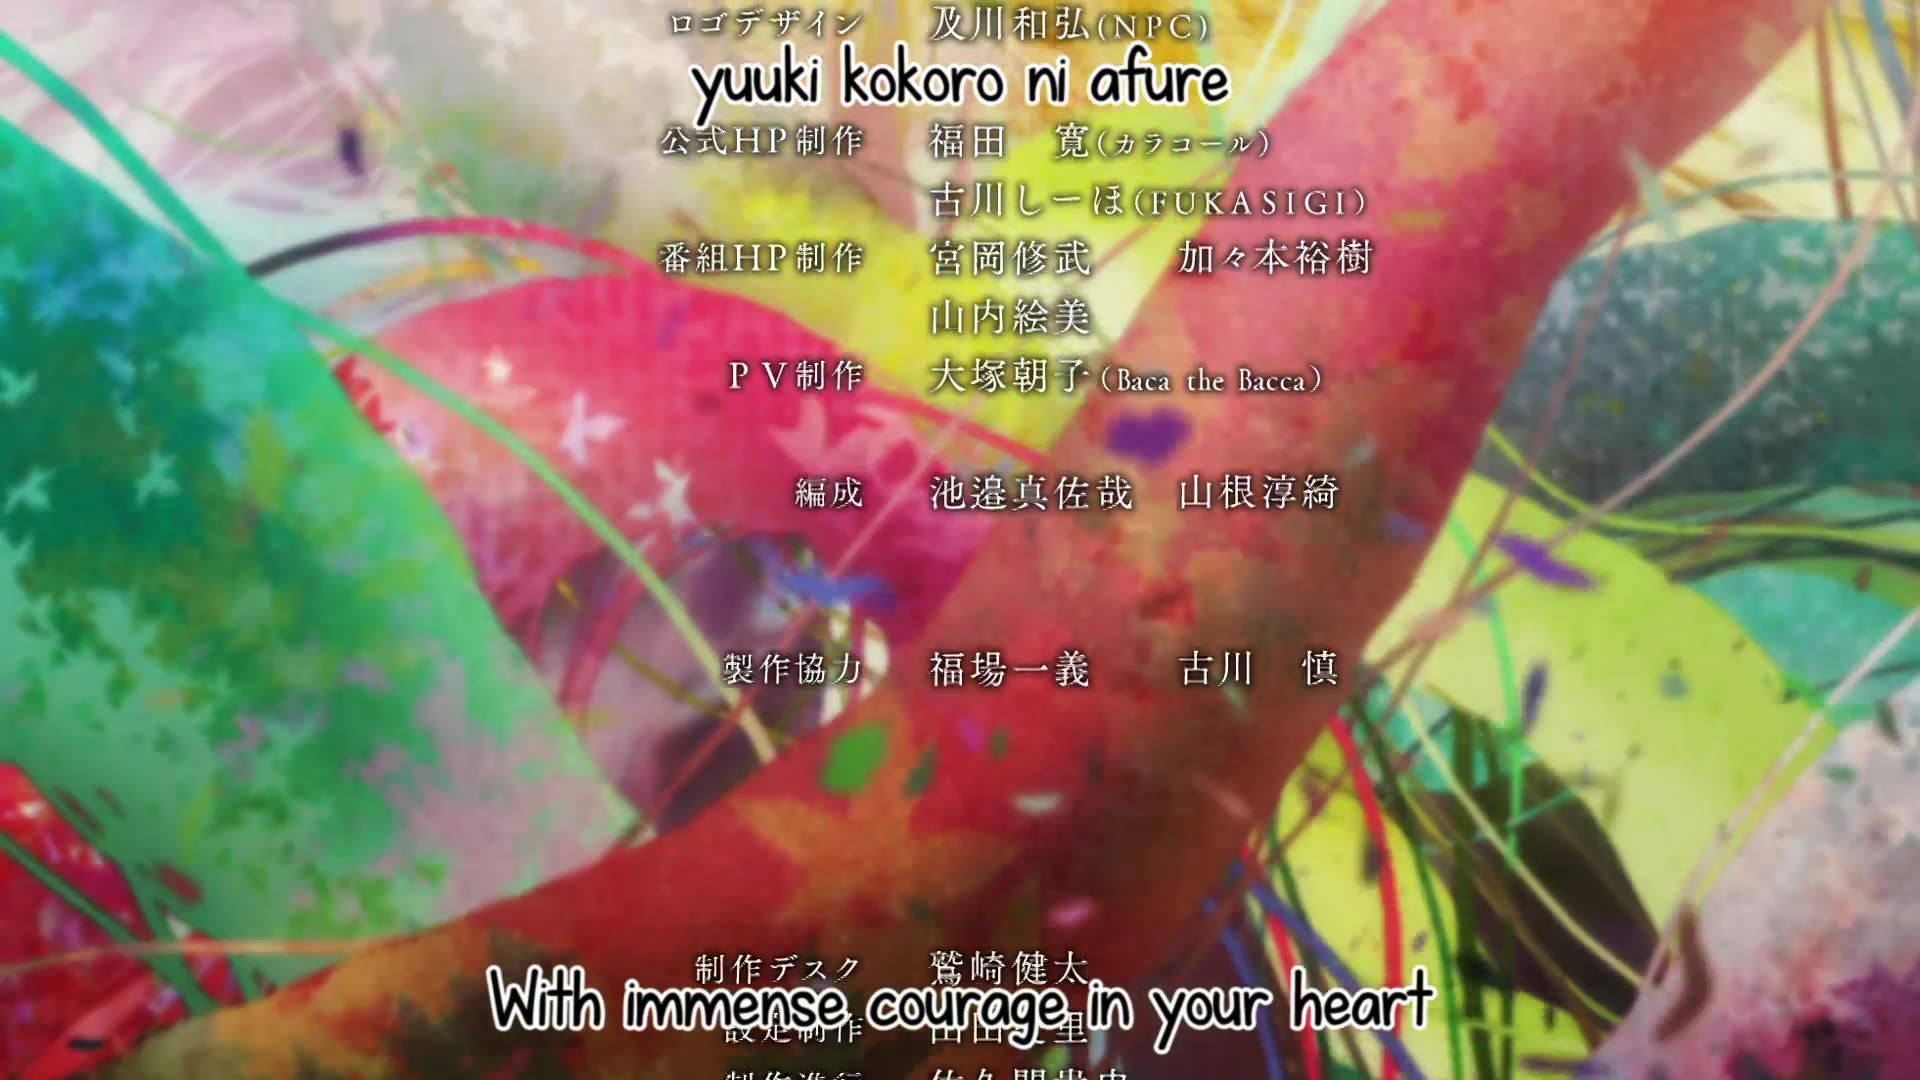 ロゴデザイン 及川和弘(NPC)
yuuki kokoro ni afure
公式HP制作 福田 寛(カラコール)
古川しーほ(FUKASIGI)
番組HP制作 宮岡修武 加々本裕樹
山内絵美
PV制作 大塚朝子(Baca the Bacca)
編成 池邉真佐哉 山根淳綺
製作協力 福場一義 古川 慎
制作デスク 鷲崎健太
With immense courage in your heart
設定制作